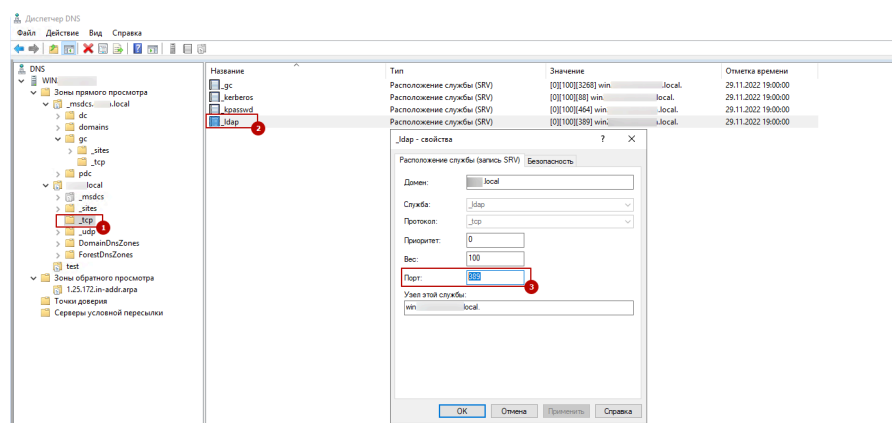 Диспетчер DNS
Файл Действие Вид Справка
DNS
WIN
Зоны прямого просмотра
_msdcs. .local
dc
domains
gc
_sites
_tcp
pdc
local
_msdcs
_sites
_tcp
1
_udp
DomainDnsZones
ForestDnsZones
test
Зоны обратного просмотра
1.25.172.in-addr.arpa
Точки доверия
Серверы условной пересылки
Название Тип Значение Отметка времени
_gc Расположение службы (SRV) [0][100][3268] win. .local. 29.11.2022 19:00:00
_kerberos Расположение службы (SRV) [0][100][88] win. local. 29.11.2022 19:00:00
_kpasswd Расположение службы (SRV) [0][100][464] win. .local. 29.11.2022 19:00:00
_ldap Расположение службы (SRV) [0][100][389] win. .local. 29.11.2022 19:00:00
2
_ldap - свойства ? ×
Расположение службы (запись SRV) Безопасность
Домен: .local
Служба: _ldap
Протокол: _tcp
Приоритет: 0
Вес: 100
Порт: 389
3
Узел этой службы:
win local.
OK Отмена Применить Справка